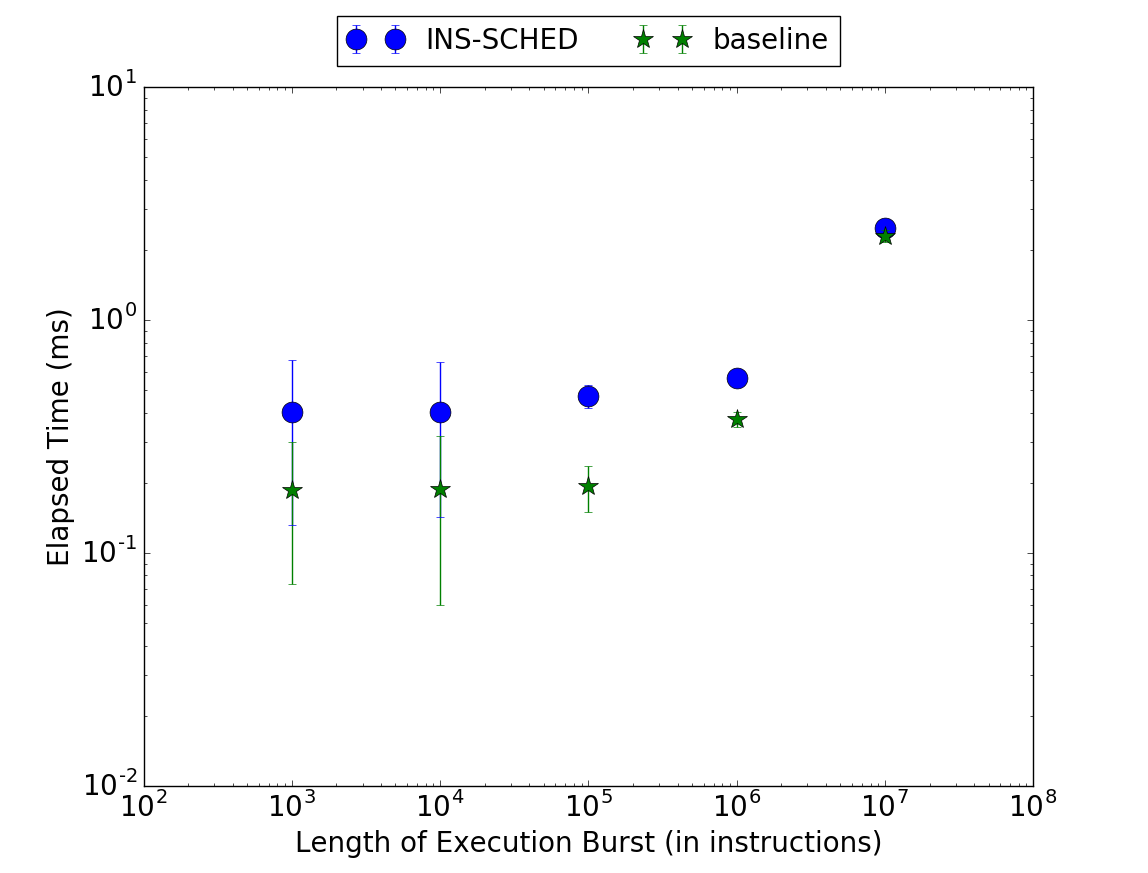 INS-SCHED baseline
10^1
10^0
10^-1
10^-2
Elapsed Time (ms)
10^2 10^3 10^4 10^5 10^6 10^7 10^8
Length of Execution Burst (in instructions)